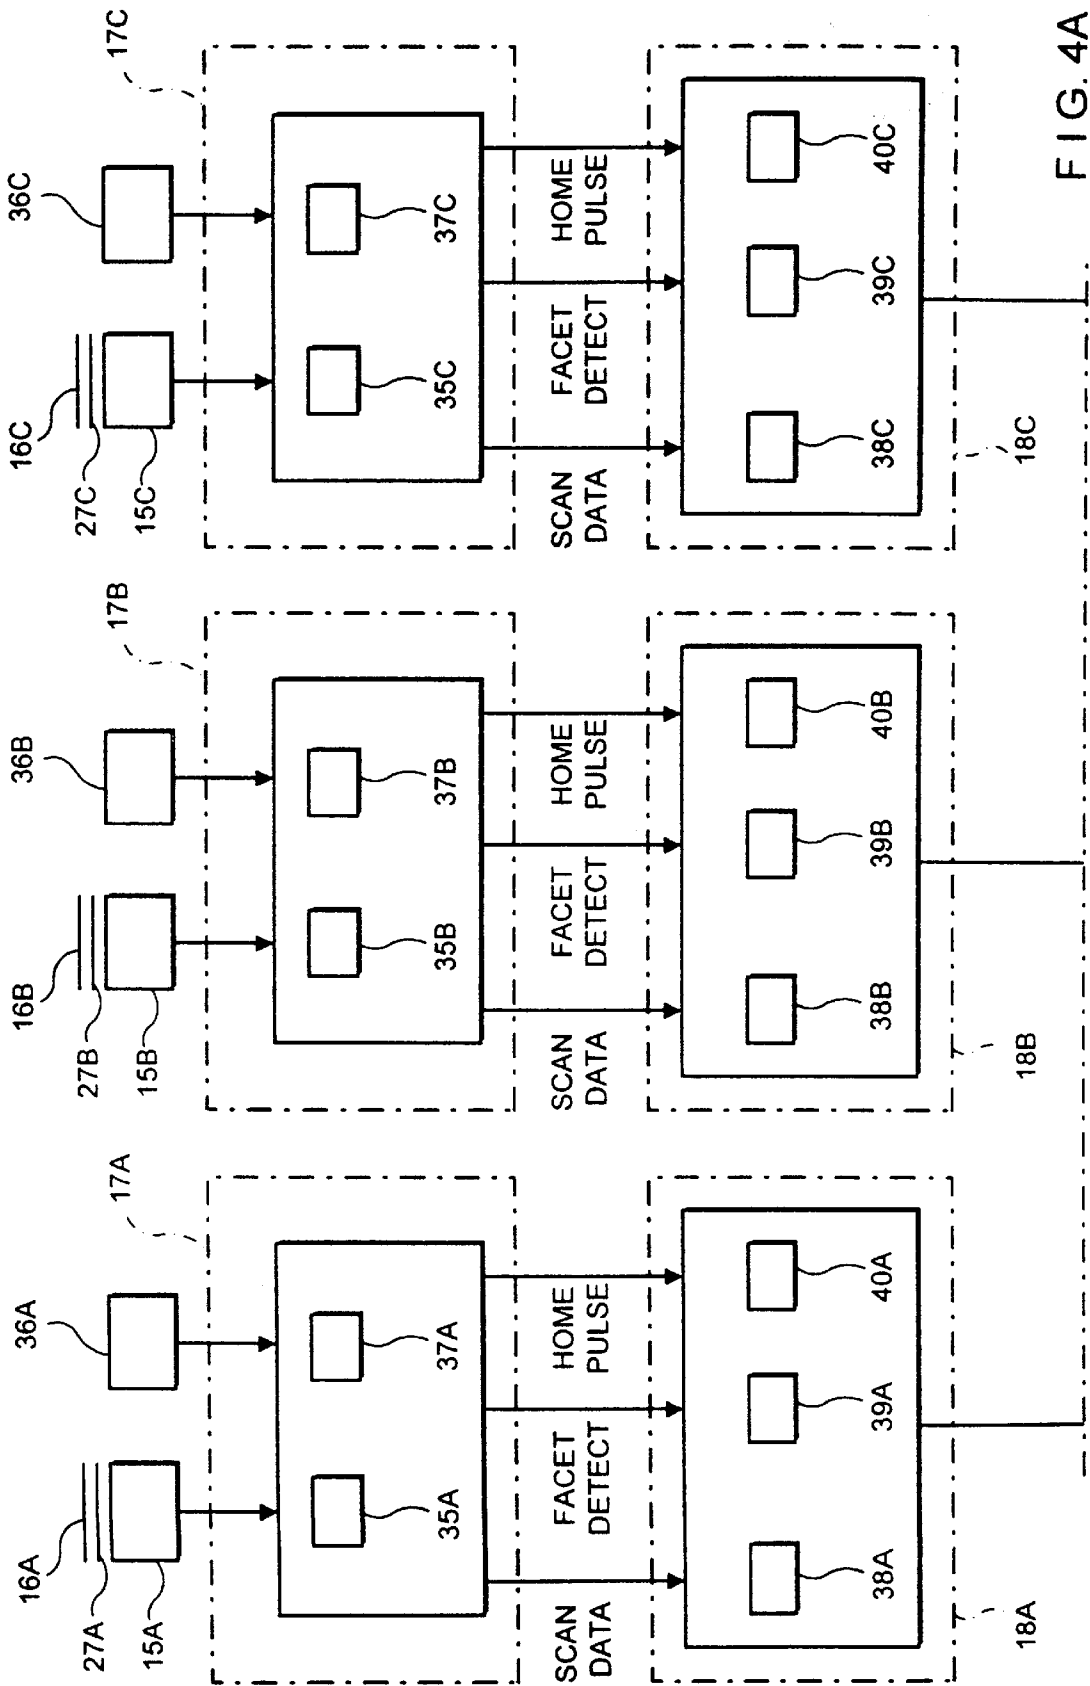 16A
27A
15A
36A
17A
35A
37A
SCAN
DATA
FACET
DETECT
HOME
PULSE
38A
39A
40A
18A
16B
27B
15B
36B
17B
35B
37B
SCAN
DATA
FACET
DETECT
HOME
PULSE
38B
39B
40B
18B
16C
27C
15C
36C
17C
35C
37C
SCAN
DATA
FACET
DETECT
HOME
PULSE
38C
39C
40C
18C
FIG. 4A